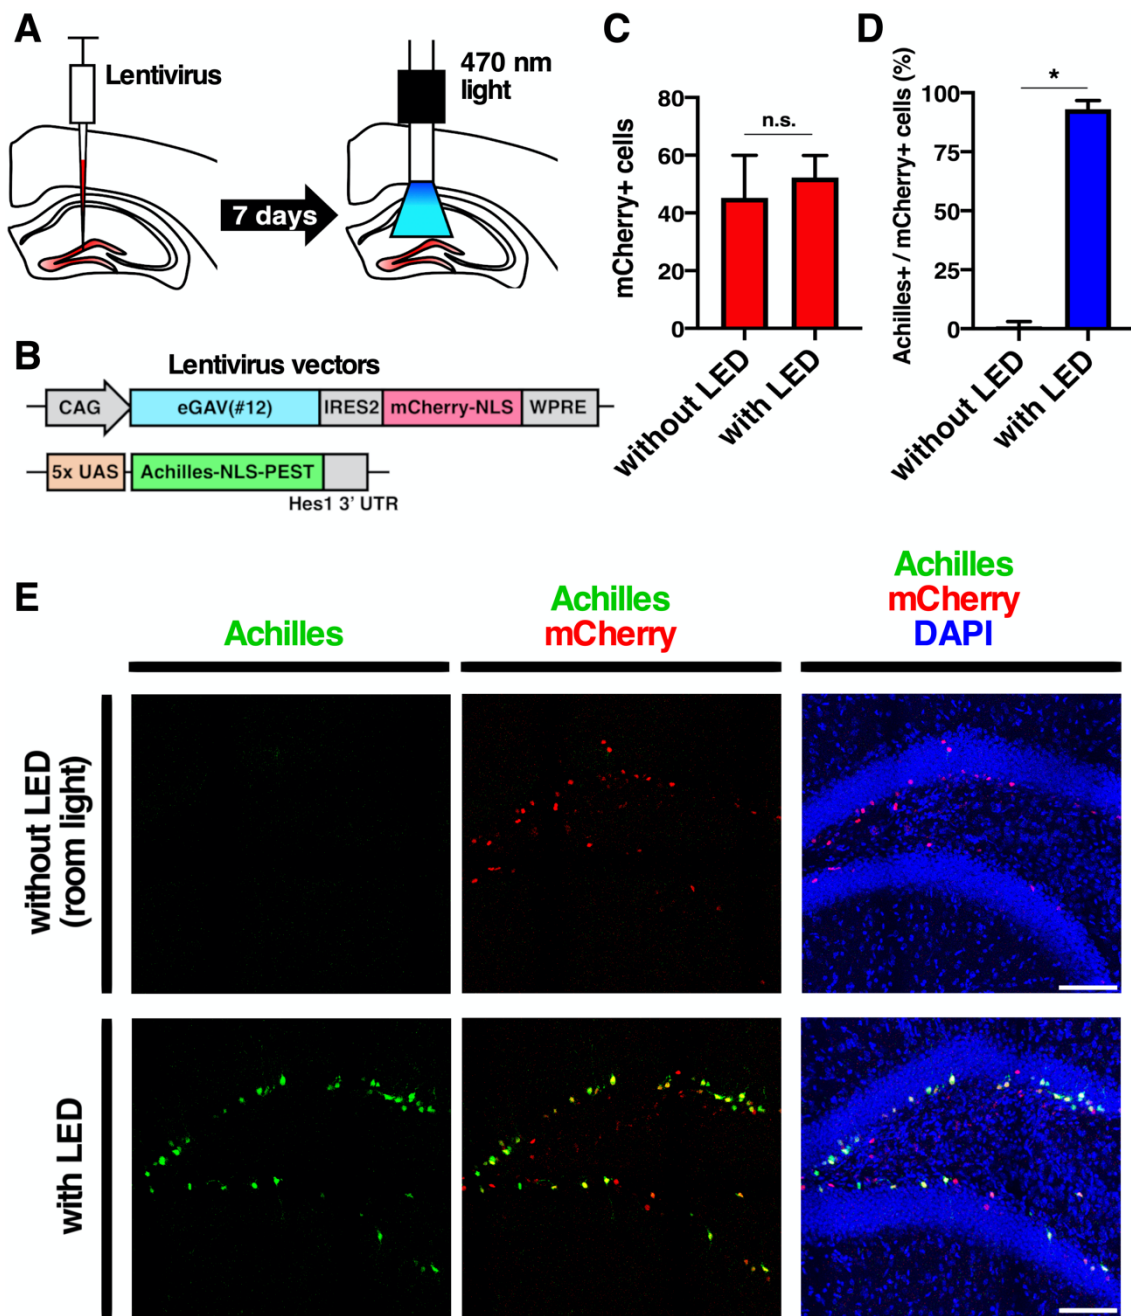 A
Lentivirus
470 nm
light
7 days
B
Lentivirus vectors
CAG
eGAV(#12)
IRES2
mCherry-NLS
WPRE
5x UAS
Achilles-NLS-PEST
Hes1 3' UTR
C
mCherry+ cells
80
60
40
20
0
n.s.
without LED
with LED
D
Achilles+ / mCherry+ cells (%)
100
75
50
25
0
*
without LED
with LED
E
Achilles
Achilles
mCherry
Achilles
mCherry
DAPI
without LED
(room light)
with LED